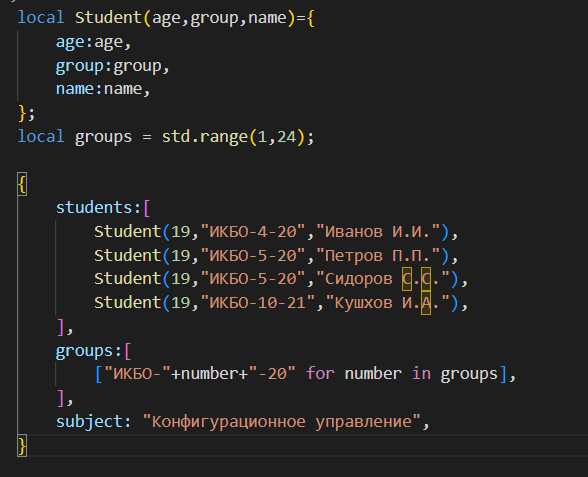 local Student(age,group,name)={
    age:age,
    group:group,
    name:name,
};
local groups = std.range(1,24);
{
    students:[
        Student(19,"ИКБО-4-20","Иванов И.И."),
        Student(19,"ИКБО-5-20","Петров П.П."),
        Student(19,"ИКБО-5-20","Сидоров С.С."),
        Student(19,"ИКБО-10-21","Кушхов И.А."),
    ],
    groups:[
        ["ИКБО-"+number+"-20" for number in groups],
    ],
    subject: "Конфигурационное управление",
}